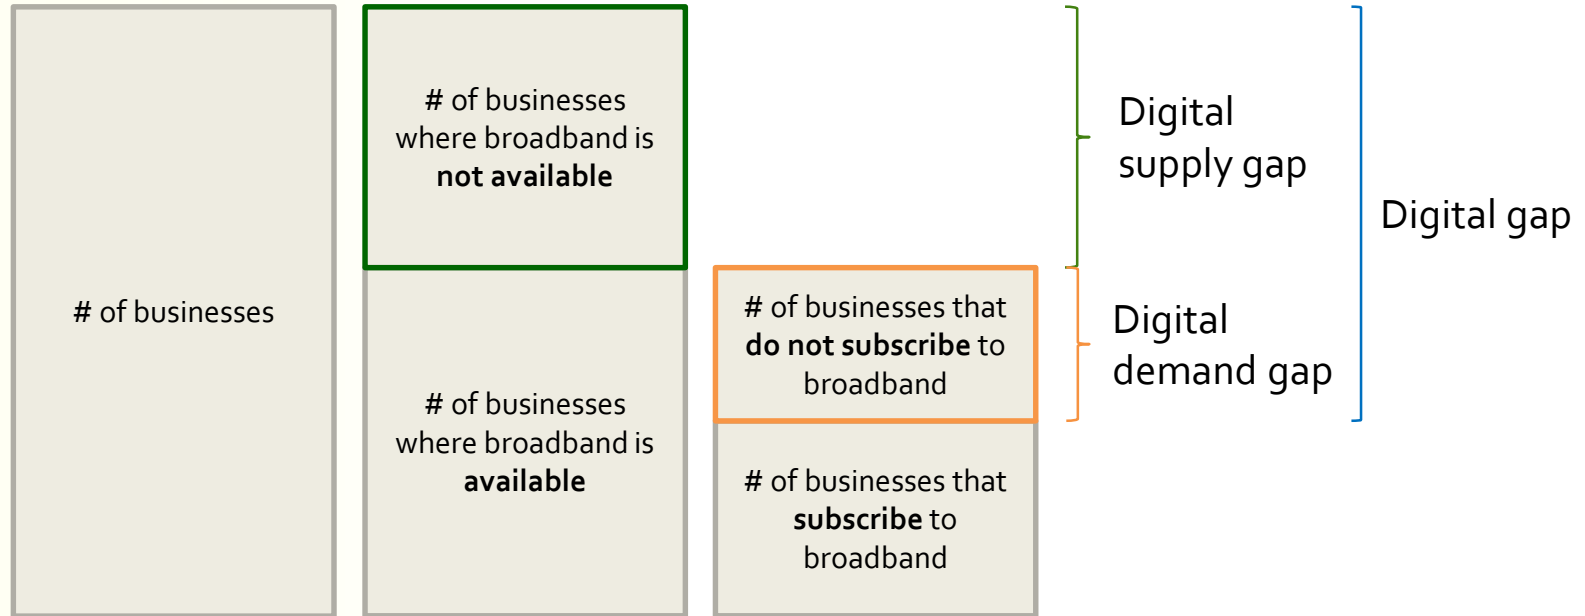 # of businesses
# of businesses
where broadband is
not available
# of businesses
where broadband is
available
# of businesses that
do not subscribe to
broadband
# of businesses that
subscribe to
broadband
Digital
supply gap
Digital
demand gap
Digital gap